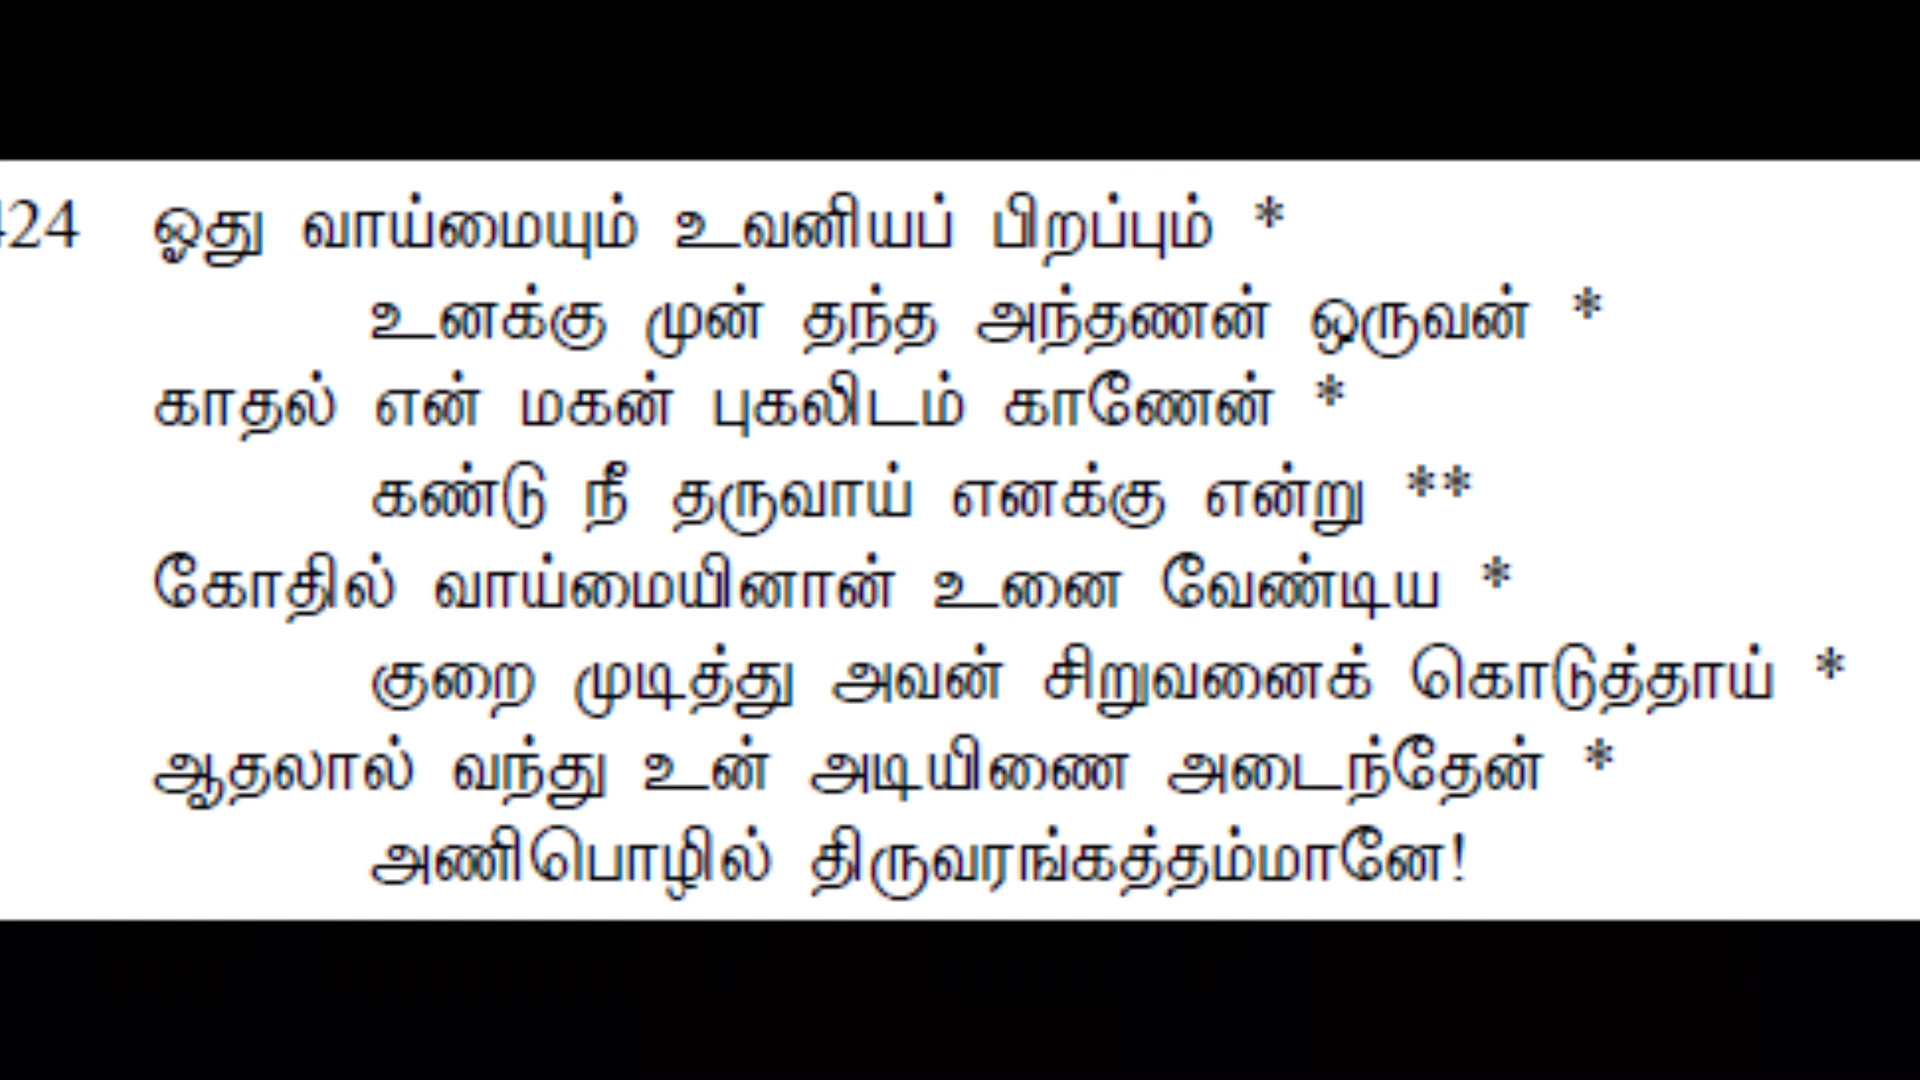 424 ஓது வாய்மையும் உவனியப் பிறப்பும் *
உனக்கு முன் தந்த அந்தணன் ஒருவன் *
காதல் என் மகன் புகலிடம் காணேன் *
கண்டு நீ தருவாய் எனக்கு என்று **
கோதில் வாய்மையினான் உனை வேண்டிய *
குறை முடித்து அவன் சிறுவனைக் கொடுத்தாய் *
ஆதலால் வந்து உன் அடியிணை அடைந்தேன் *
அணிபொழில் திருவரங்கத்தம்மானே!